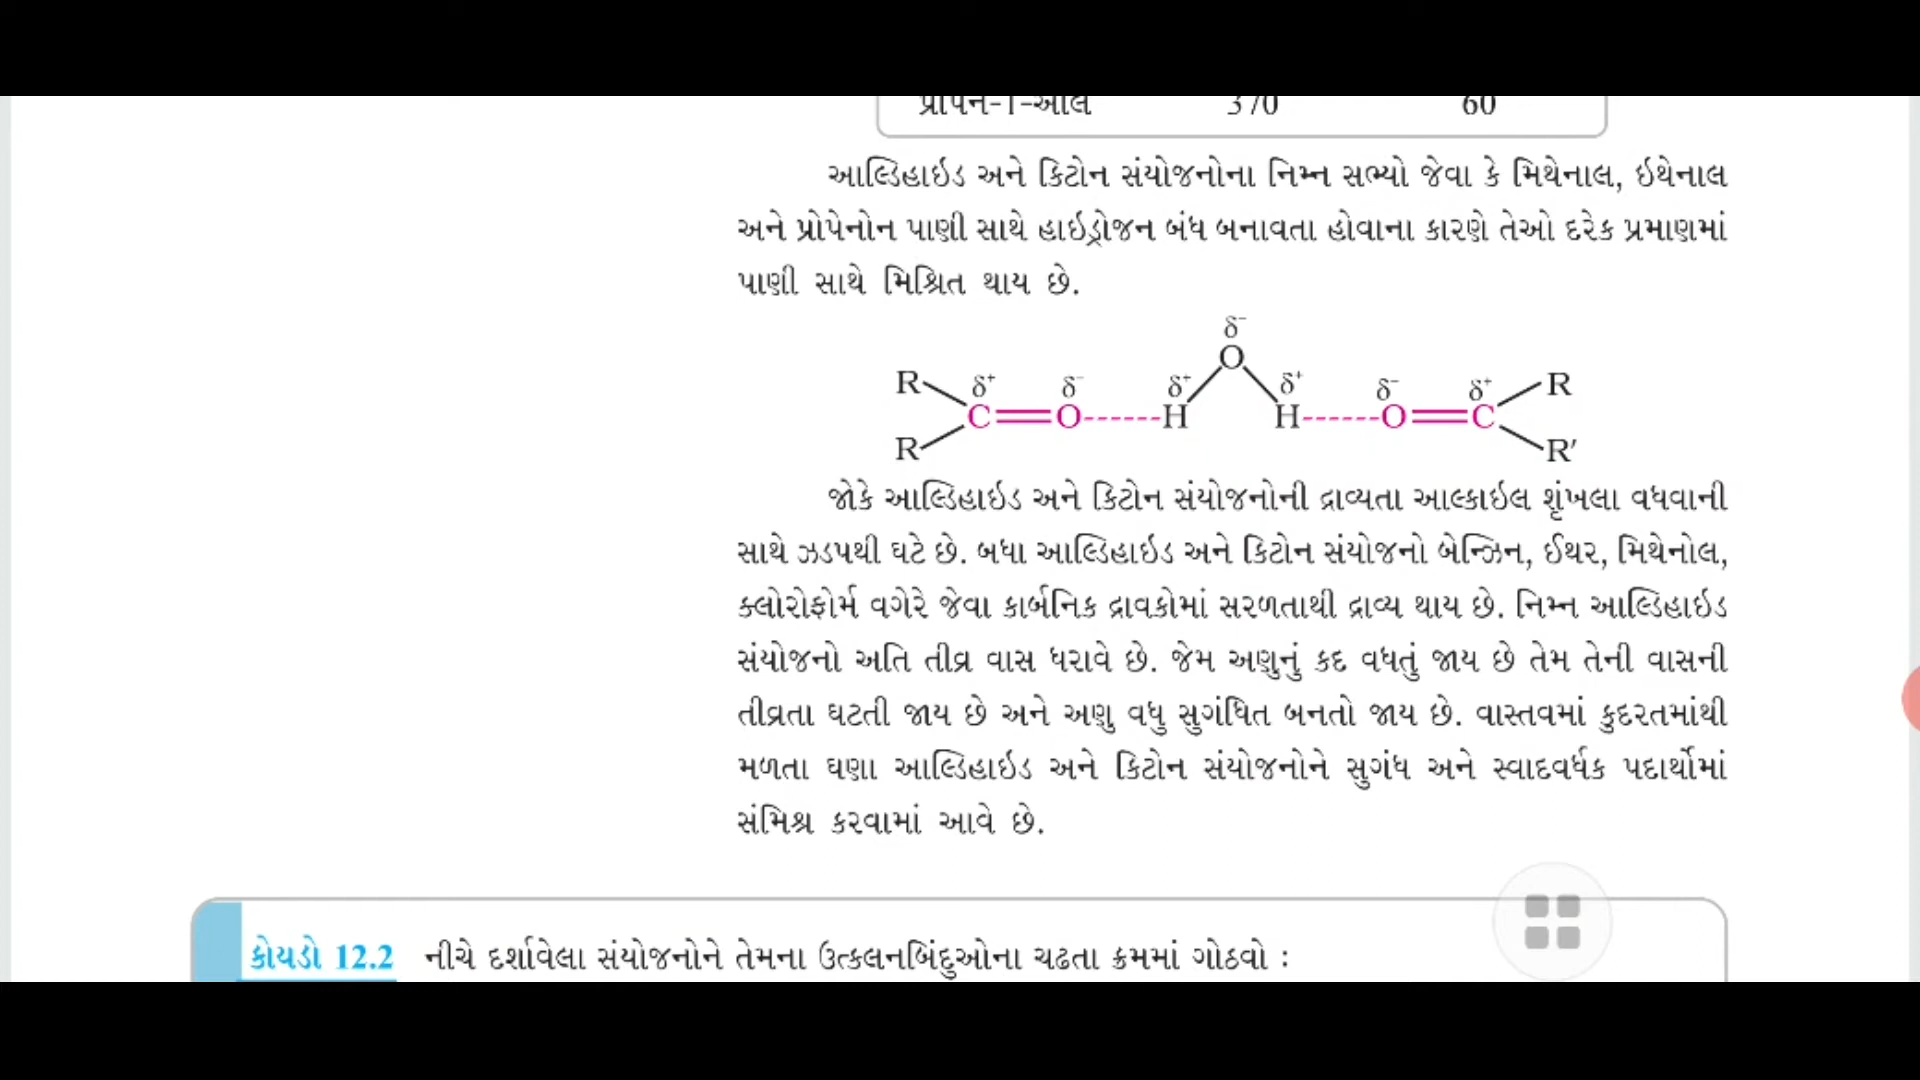 પ્રોપેન-1-ઓલ 370 60
આલ્ડિહાઇડ અને કિટોન સંયોજનોના નિમ્ન સભ્યો જેવા કે મિથેનાલ, ઇથેનાલ
અને પ્રોપેનોન પાણી સાથે હાઇડ્રોજન બંધ બનાવતા હોવાના કારણે તેઓ દરેક પ્રમાણમાં
પાણી સાથે મિશ્રિત થાય છે.
δ⁻
O
R δ⁺ δ⁻ δ⁺ δ⁺ δ⁻ δ⁺ R
C=O------H H------O=C
R R′
જોકે આલ્ડિહાઇડ અને કિટોન સંયોજનોની દ્રાવ્યતા આલ્કાઇલ શૃંખલા વધવાની
સાથે ઝડપથી ઘટે છે. બધા આલ્ડિહાઇડ અને કિટોન સંયોજનો બેન્ઝિન, ઈથર, મિથેનોલ,
ક્લોરોફોર્મ વગેરે જેવા કાર્બનિક દ્રાવકોમાં સરળતાથી દ્રાવ્ય થાય છે. નિમ્ન આલ્ડિહાઇડ
સંયોજનો અતિ તીવ્ર વાસ ધરાવે છે. જેમ અણુનું કદ વધતું જાય છે તેમ તેની વાસની
તીવ્રતા ઘટતી જાય છે અને અણુ વધુ સુગંધિત બનતો જાય છે. વાસ્તવમાં કુદરતમાંથી
મળતા ઘણા આલ્ડિહાઇડ અને કિટોન સંયોજનોને સુગંધ અને સ્વાદવર્ધક પદાર્થોમાં
સંમિશ્ર કરવામાં આવે છે.
કોયડો 12.2 નીચે દર્શાવેલા સંયોજનોને તેમના ઉત્કલનબિંદુઓના ચઢતા ક્રમમાં ગોઠવો :